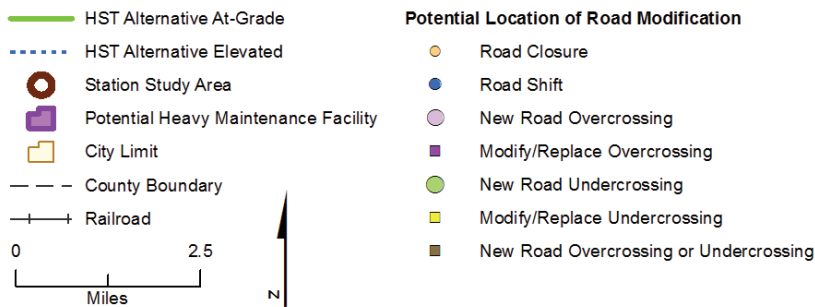 HST Alternative At-Grade
HST Alternative Elevated
Station Study Area
Potential Heavy Maintenance Facility
City Limit
County Boundary
Railroad
0 2.5
Miles
N
Potential Location of Road Modification
Road Closure
Road Shift
New Road Overcrossing
Modify/Replace Overcrossing
New Road Undercrossing
Modify/Replace Undercrossing
New Road Overcrossing or Undercrossing